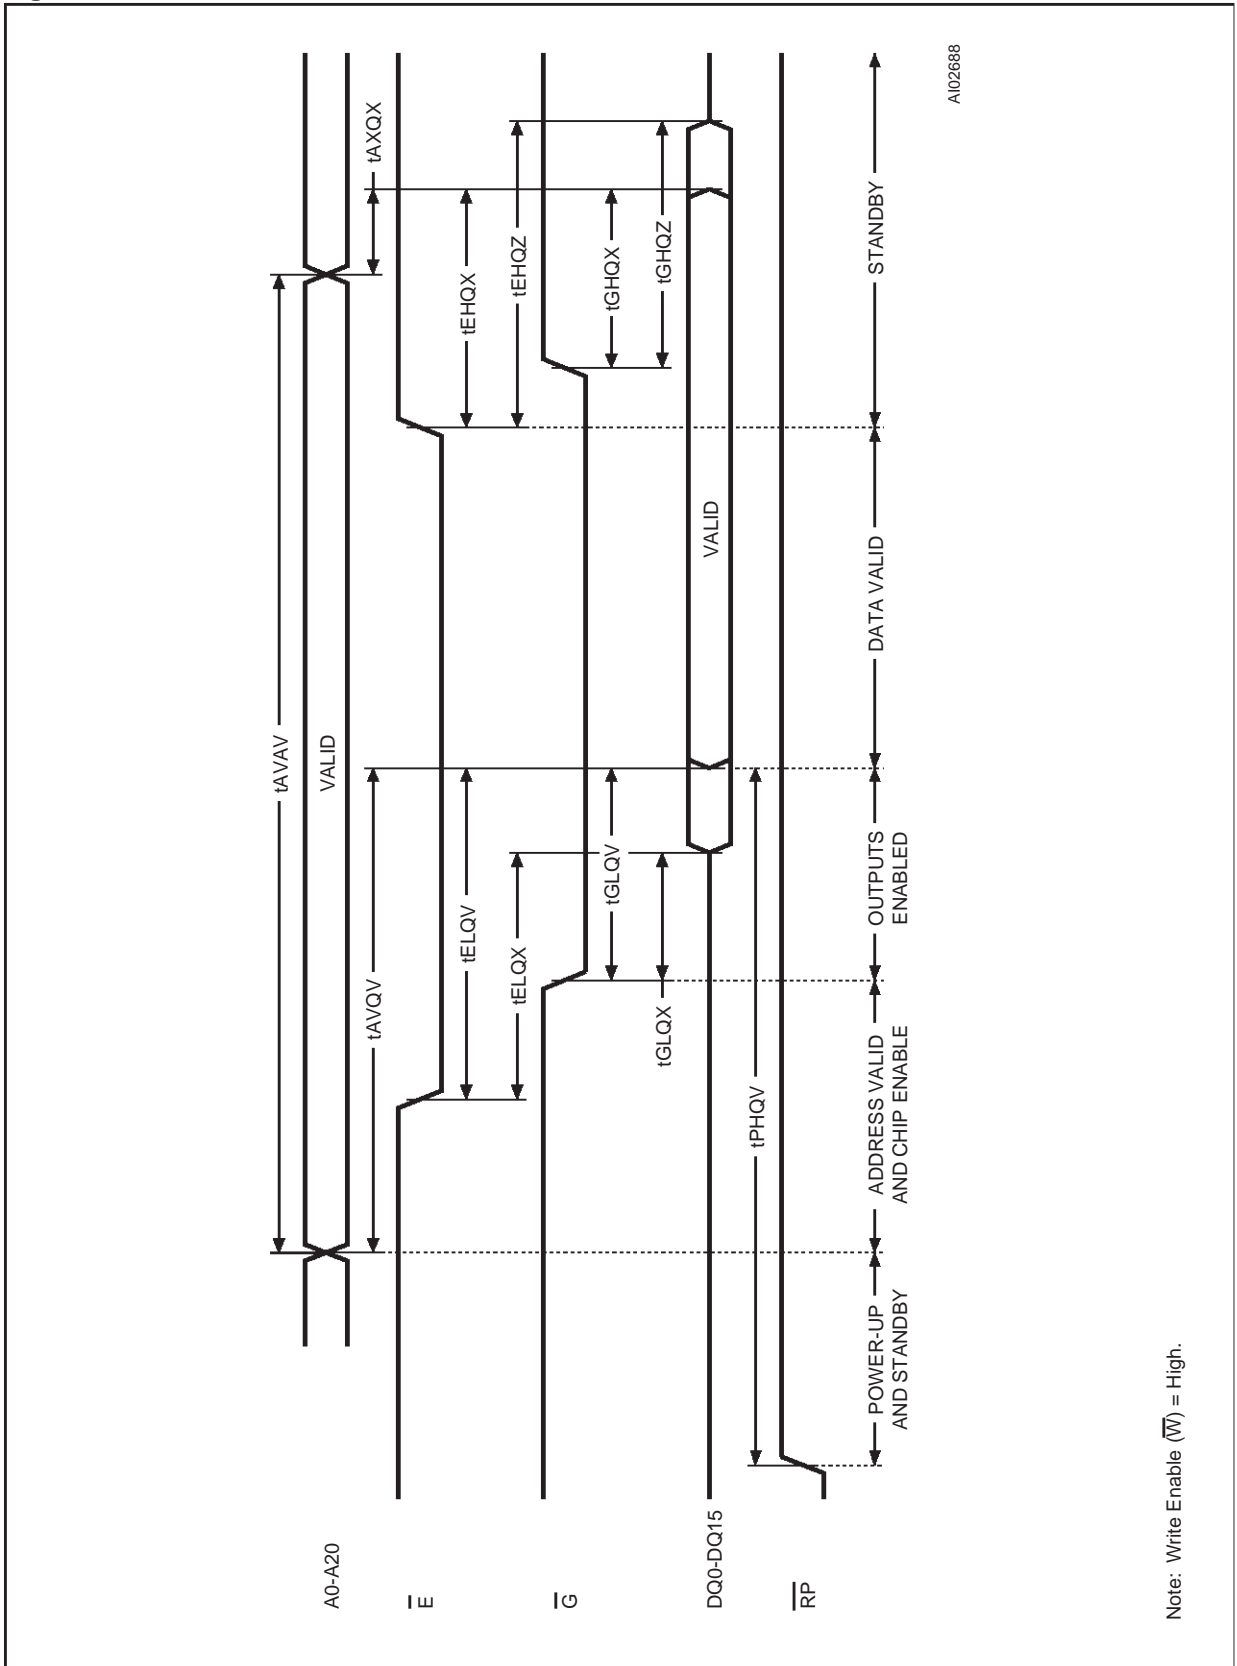 A0-A20
E
G
DQ0-DQ15
RP
tAVAV
VALID
tAVQV
tAXQX
tELQV
tEHQX
tELQX
tEHQZ
tGLQV
tGHQX
tGLQX
tGHQZ
VALID
tPHQV
POWER-UP
AND STANDBY
ADDRESS VALID
AND CHIP ENABLE
OUTPUTS
ENABLED
DATA VALID
STANDBY
AI02688
Note: Write Enable (W) = High.